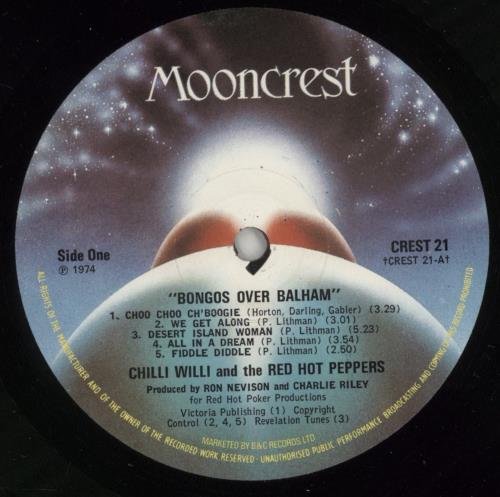 Mooncrest
Side One
℗ 1974
CREST 21
†CREST 21-A†
"BONGOS OVER BALHAM"
1. CHOO CHOO CH'BOOGIE (Horton, Darling, Gabler) (3.29)
2. WE GET ALONG (P. Lithman) (3.01)
3. DESERT ISLAND WOMAN (P. Lithman) (5.23)
4. ALL IN A DREAM (P. Lithman) (3.54)
5. FIDDLE DIDDLE (P. Lithman) (2.50)
CHILLI WILLI and the RED HOT PEPPERS
Produced by RON NEVISON and CHARLIE RILEY
for Red Hot Poker Productions
Victoria Publishing (1) Copyright
Control (2, 4, 5) Revelation Tunes (3)
MARKETED BY B&C RECORDS, LTD
ALL RIGHTS OF THE MANUFACTURER AND OF THE OWNER OF THE RECORDED WORK RESERVED · UNAUTHORISED PUBLIC PERFORMANCE BROADCASTING AND COPYING OF THIS RECORD PROHIBITED